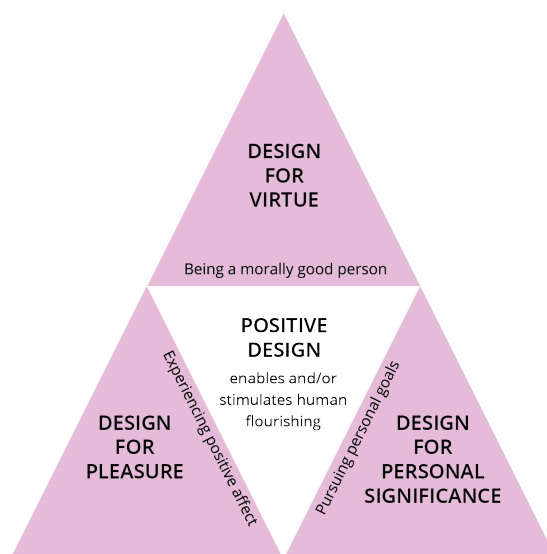 DESIGN
FOR
VIRTUE
Being a morally good person
POSITIVE
DESIGN
enables and/or
stimulates human
flourishing
Experiencing positive affect
DESIGN
FOR
PLEASURE
Pursuing personal goals
DESIGN
FOR
PERSONAL
SIGNIFICANCE